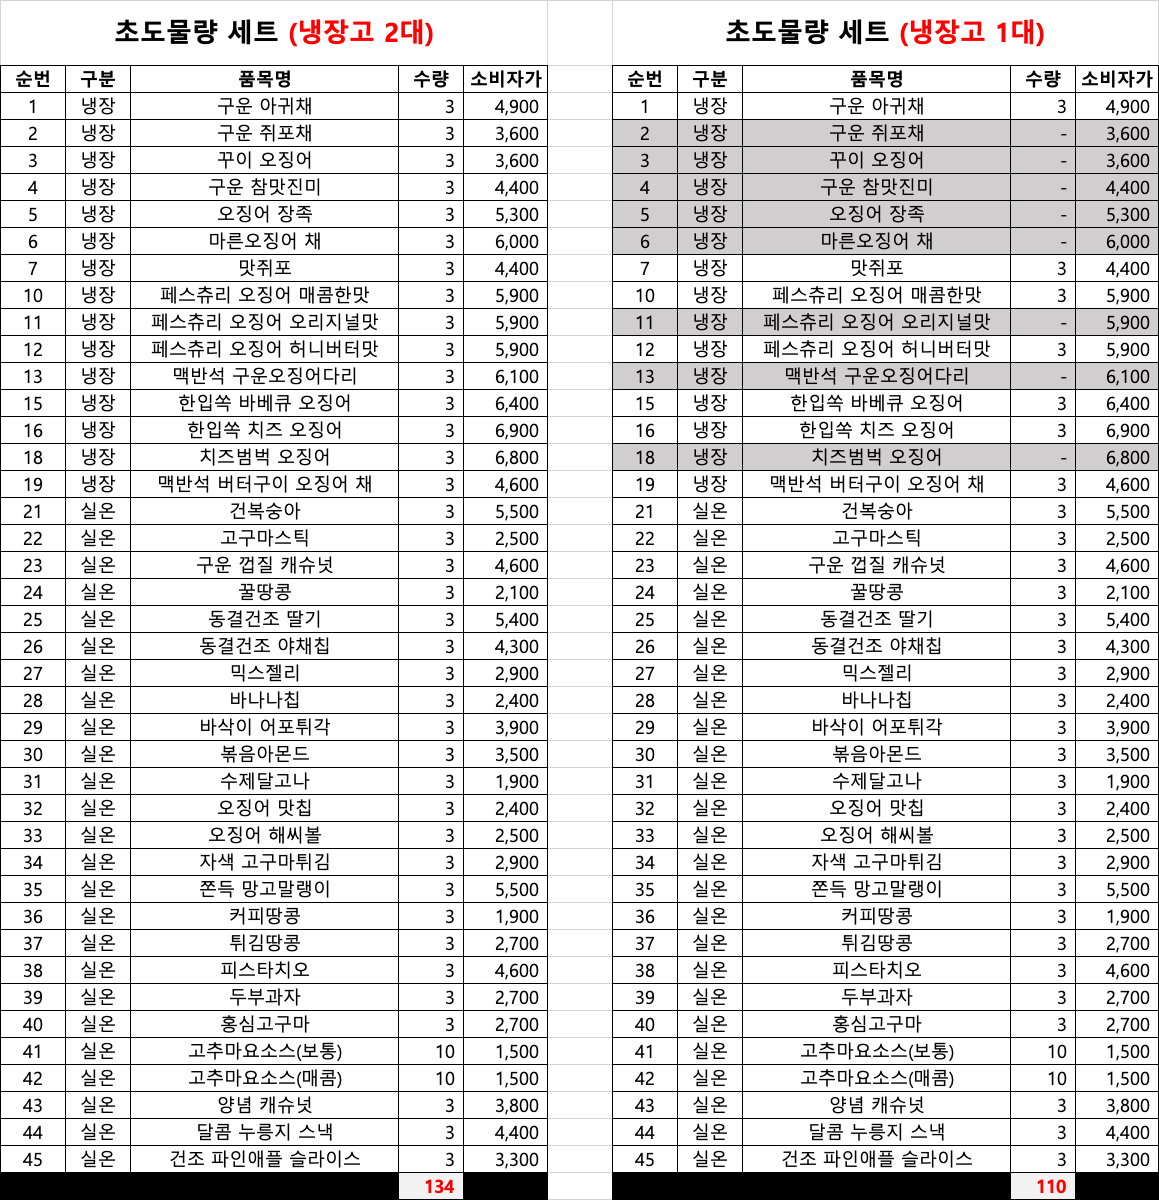 초도물량 세트 (냉장고 2대)
순번 구분 품목명 수량 소비자가
1 냉장 구운 아귀채 3 4,900
2 냉장 구운 쥐포채 3 3,600
3 냉장 꾸이 오징어 3 3,600
4 냉장 구운 참맛진미 3 4,400
5 냉장 오징어 장족 3 5,300
6 냉장 마른오징어 채 3 6,000
7 냉장 맛쥐포 3 4,400
10 냉장 페스츄리 오징어 매콤한맛 3 5,900
11 냉장 페스츄리 오징어 오리지널맛 3 5,900
12 냉장 페스츄리 오징어 허니버터맛 3 5,900
13 냉장 맥반석 구운오징어다리 3 6,100
15 냉장 한입쏙 바베큐 오징어 3 6,400
16 냉장 한입쏙 치즈 오징어 3 6,900
18 냉장 치즈범벅 오징어 3 6,800
19 냉장 맥반석 버터구이 오징어 채 3 4,600
21 실온 건복숭아 3 5,500
22 실온 고구마스틱 3 2,500
23 실온 구운 껍질 캐슈넛 3 4,600
24 실온 꿀땅콩 3 2,100
25 실온 동결건조 딸기 3 5,400
26 실온 동결건조 야채칩 3 4,300
27 실온 믹스젤리 3 2,900
28 실온 바나나칩 3 2,400
29 실온 바삭이 어포튀각 3 3,900
30 실온 볶음아몬드 3 3,500
31 실온 수제달고나 3 1,900
32 실온 오징어 맛칩 3 2,400
33 실온 오징어 해씨볼 3 2,500
34 실온 자색 고구마튀김 3 2,900
35 실온 쫀득 망고말랭이 3 5,500
36 실온 커피땅콩 3 1,900
37 실온 튀김땅콩 3 2,700
38 실온 피스타치오 3 4,600
39 실온 두부과자 3 2,700
40 실온 홍심고구마 3 2,700
41 실온 고추마요소스(보통) 10 1,500
42 실온 고추마요소스(매콤) 10 1,500
43 실온 양념 캐슈넛 3 3,800
44 실온 달콤 누릉지 스낵 3 4,400
45 실온 건조 파인애플 슬라이스 3 3,300
134
초도물량 세트 (냉장고 1대)
순번 구분 품목명 수량 소비자가
1 냉장 구운 아귀채 3 4,900
2 냉장 구운 쥐포채 - 3,600
3 냉장 꾸이 오징어 - 3,600
4 냉장 구운 참맛진미 - 4,400
5 냉장 오징어 장족 - 5,300
6 냉장 마른오징어 채 - 6,000
7 냉장 맛쥐포 3 4,400
10 냉장 페스츄리 오징어 매콤한맛 3 5,900
11 냉장 페스츄리 오징어 오리지널맛 - 5,900
12 냉장 페스츄리 오징어 허니버터맛 3 5,900
13 냉장 맥반석 구운오징어다리 - 6,100
15 냉장 한입쏙 바베큐 오징어 3 6,400
16 냉장 한입쏙 치즈 오징어 3 6,900
18 냉장 치즈범벅 오징어 - 6,800
19 냉장 맥반석 버터구이 오징어 채 3 4,600
21 실온 건복숭아 3 5,500
22 실온 고구마스틱 3 2,500
23 실온 구운 껍질 캐슈넛 3 4,600
24 실온 꿀땅콩 3 2,100
25 실온 동결건조 딸기 3 5,400
26 실온 동결건조 야채칩 3 4,300
27 실온 믹스젤리 3 2,900
28 실온 바나나칩 3 2,400
29 실온 바삭이 어포튀각 3 3,900
30 실온 볶음아몬드 3 3,500
31 실온 수제달고나 3 1,900
32 실온 오징어 맛칩 3 2,400
33 실온 오징어 해씨볼 3 2,500
34 실온 자색 고구마튀김 3 2,900
35 실온 쫀득 망고말랭이 3 5,500
36 실온 커피땅콩 3 1,900
37 실온 튀김땅콩 3 2,700
38 실온 피스타치오 3 4,600
39 실온 두부과자 3 2,700
40 실온 홍심고구마 3 2,700
41 실온 고추마요소스(보통) 10 1,500
42 실온 고추마요소스(매콤) 10 1,500
43 실온 양념 캐슈넛 3 3,800
44 실온 달콤 누릉지 스낵 3 4,400
45 실온 건조 파인애플 슬라이스 3 3,300
110